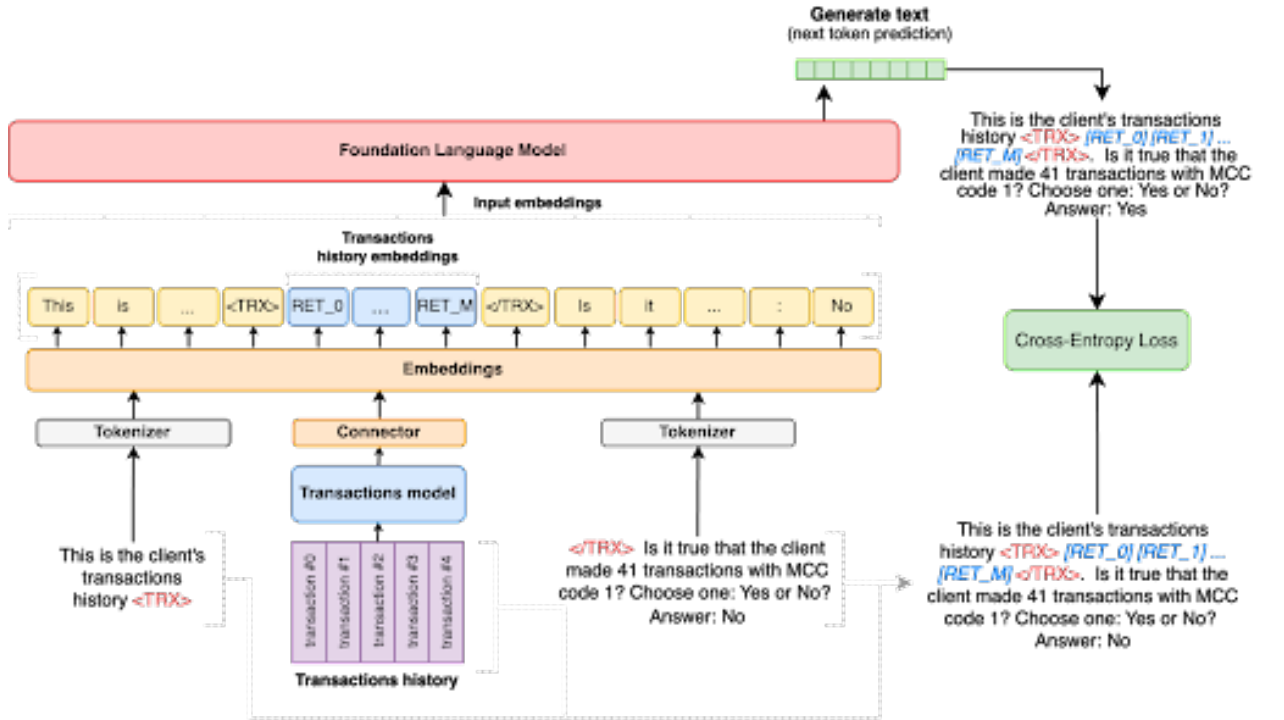 Generate text
(next token prediction)
Foundation Language Model
This is the client's transactions
history <TRX> [RET_0] [RET_1] ...
[RET_M] </TRX>. Is it true that the
client made 41 transactions with MCC
code 1? Choose one: Yes or No?
Answer: Yes
Input embeddings
Transactions
history embeddings
This is ... <TRX> RET_0 ... RET_M </TRX> Is it ... : No
Embeddings
Cross-Entropy Loss
Tokenizer
Connector
Tokenizer
Transactions model
This is the client's
transactions
history <TRX>
transaction #0
transaction #1
transaction #2
transaction #3
transaction #4
Transactions history
</TRX> Is it true that the client
made 41 transactions with MCC
code 1? Choose one: Yes or No?
Answer: No
This is the client's transactions
history <TRX> [RET_0] [RET_1] ...
[RET_M] </TRX>. Is it true that the
client made 41 transactions with MCC
code 1? Choose one: Yes or No?
Answer: No